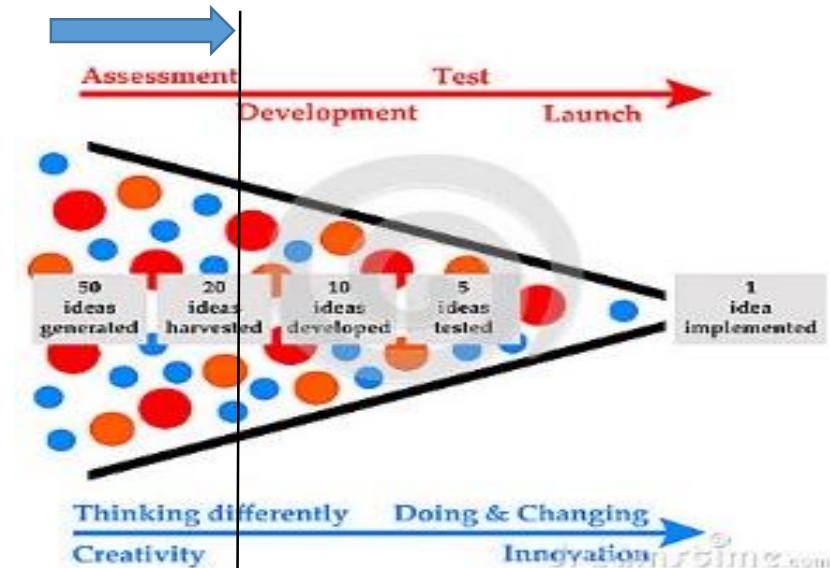 Assessment Test
Development Launch
50
ideas
generated
20
ideas
harvested
10
ideas
developed
5
ideas
tested
1
idea
implemented
Thinking differently Doing & Changing
Creativity Innovation